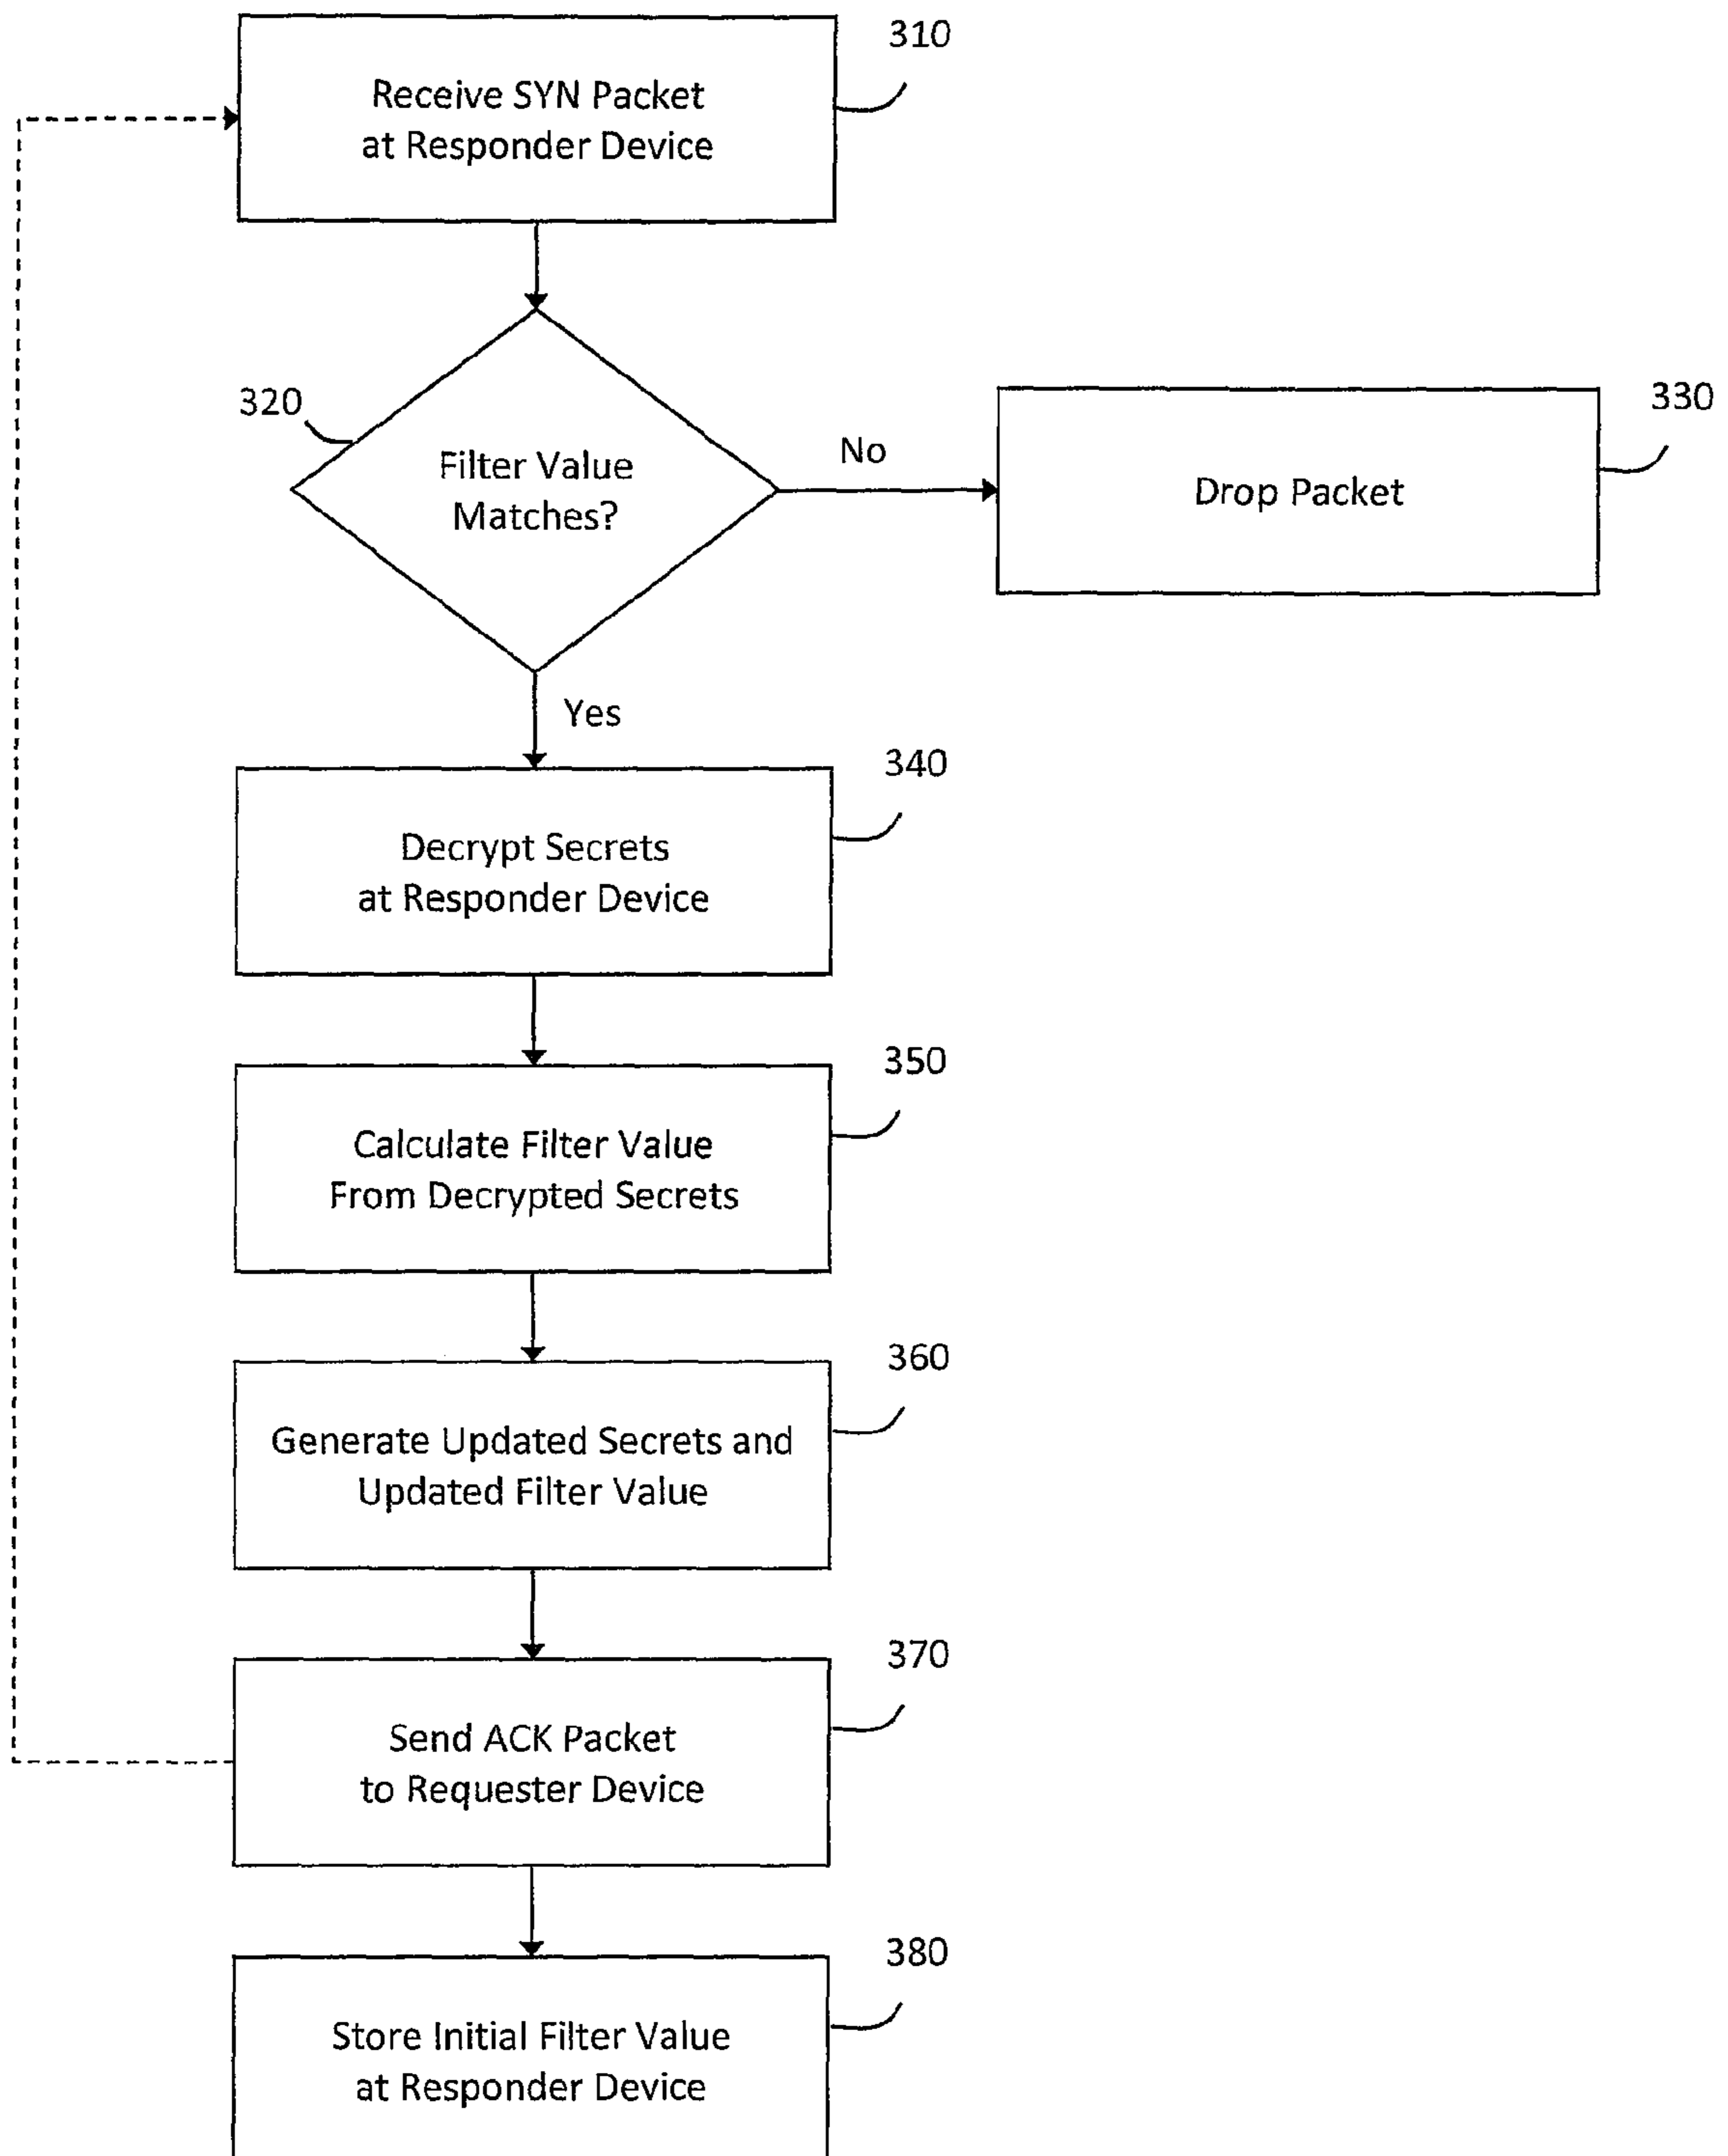 310
Receive SYN Packet
at Responder Device
320
Filter Value
Matches?
No
330
Drop Packet
Yes
340
Decrypt Secrets
at Responder Device
350
Calculate Filter Value
From Decrypted Secrets
360
Generate Updated Secrets and
Updated Filter Value
370
Send ACK Packet
to Requester Device
380
Store Initial Filter Value
at Responder Device